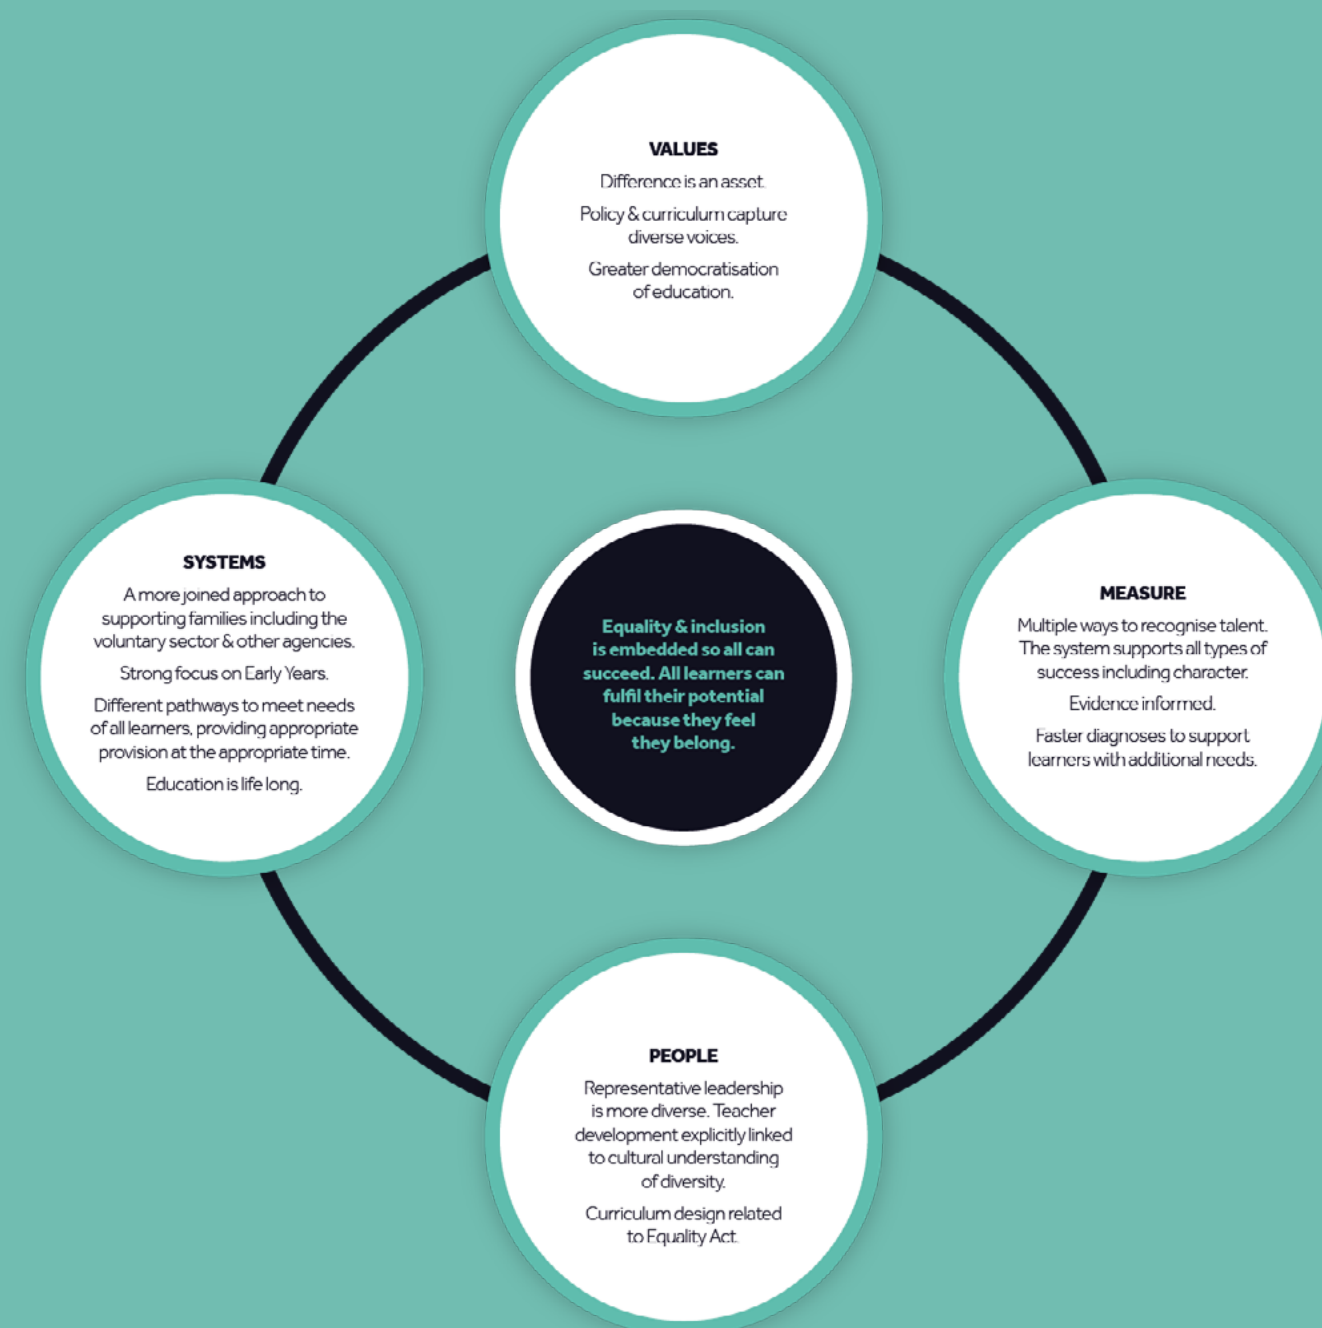 VALUES
Difference is an asset.
Policy & curriculum capture
diverse voices.
Greater democratisation
of education.
SYSTEMS
A more joined approach to
supporting families including the
voluntary sector & other agencies.
Strong focus on Early Years.
Different pathways to meet needs
of all learners, providing appropriate
provision at the appropriate time.
Education is life long.
Equality & inclusion
is embedded so all can
succeed. All learners can
fulfil their potential
because they feel
they belong.
MEASURE
Multiple ways to recognise talent.
The system supports all types of
success including character.
Evidence informed.
Faster diagnoses to support
learners with additional needs.
PEOPLE
Representative leadership
is more diverse. Teacher
development explicitly linked
to cultural understanding
of diversity.
Curriculum design related
to Equality Act.